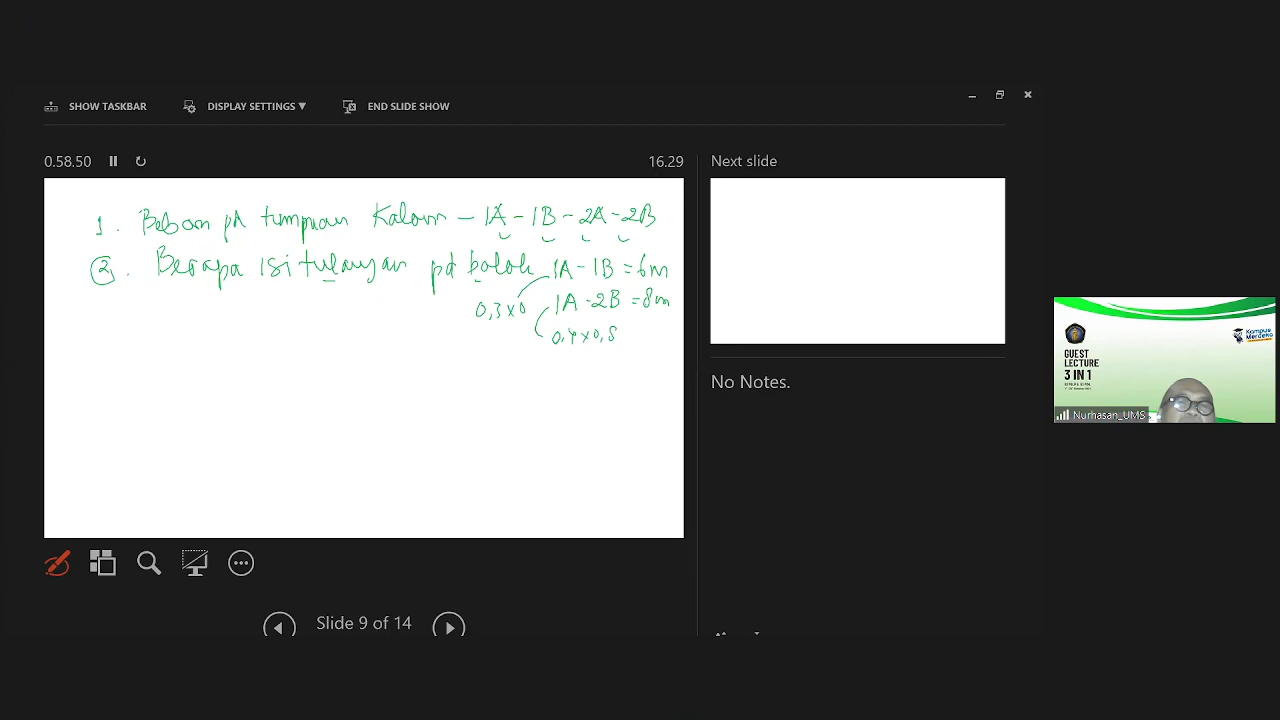 SHOW TASKBAR DISPLAY SETTINGS ▼ END SLIDE SHOW
0.58.50 16.29 Next slide
1. Beban pd tumpuan Kolom - 1A - 1B - 2A - 2B
2. Berapa isi tulangan pd balok 1A - 1B = 6m
1A - 2B = 8m
0,3 x 0
0,4 x 0,5
No Notes.
GUEST
LECTURE
3 IN 1
Kampus
Merdeka
Nurhasan_UMS
Slide 9 of 14